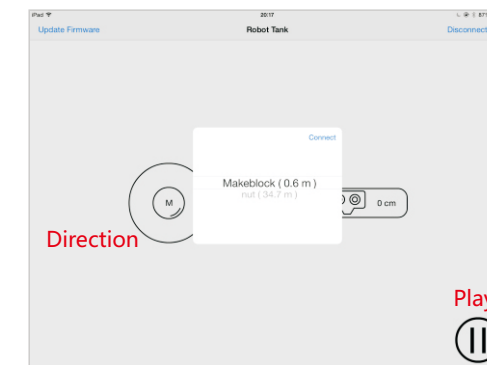 iPad 20:17 87
Update Firmware Robot Tank Disconnect
Connect
Makeblock ( 0.6 m )
nut ( 34.7 m )
M 0 cm
Direction
Play